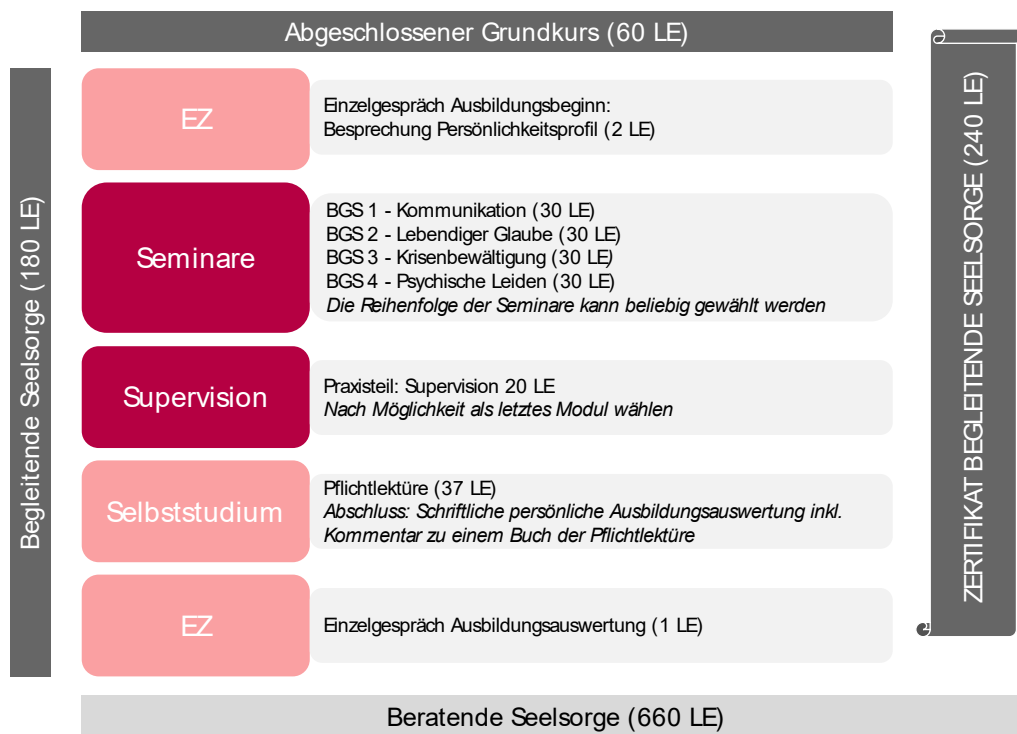 Abgeschlossener Grundkurs (60 LE)
Begleitende Seelsorge (180 LE)
EZ
Einzelgespräch Ausbildungsbeginn:
Besprechung Persönlichkeitsprofil (2 LE)
Seminare
BGS 1 - Kommunikation (30 LE)
BGS 2 - Lebendiger Glaube (30 LE)
BGS 3 - Krisenbewältigung (30 LE)
BGS 4 - Psychische Leiden (30 LE)
Die Reihenfolge der Seminare kann beliebig gewählt werden
Supervision
Praxisteil: Supervision 20 LE
Nach Möglichkeit als letztes Modul wählen
Selbststudium
Pflichtlektüre (37 LE)
Abschluss: Schriftliche persönliche Ausbildungsauswertung inkl.
Kommentar zu einem Buch der Pflichtlektüre
EZ
Einzelgespräch Ausbildungsauswertung (1 LE)
ZERTIFIKAT BEGLEITENDE SEELSORGE (240 LE)
Beratende Seelsorge (660 LE)